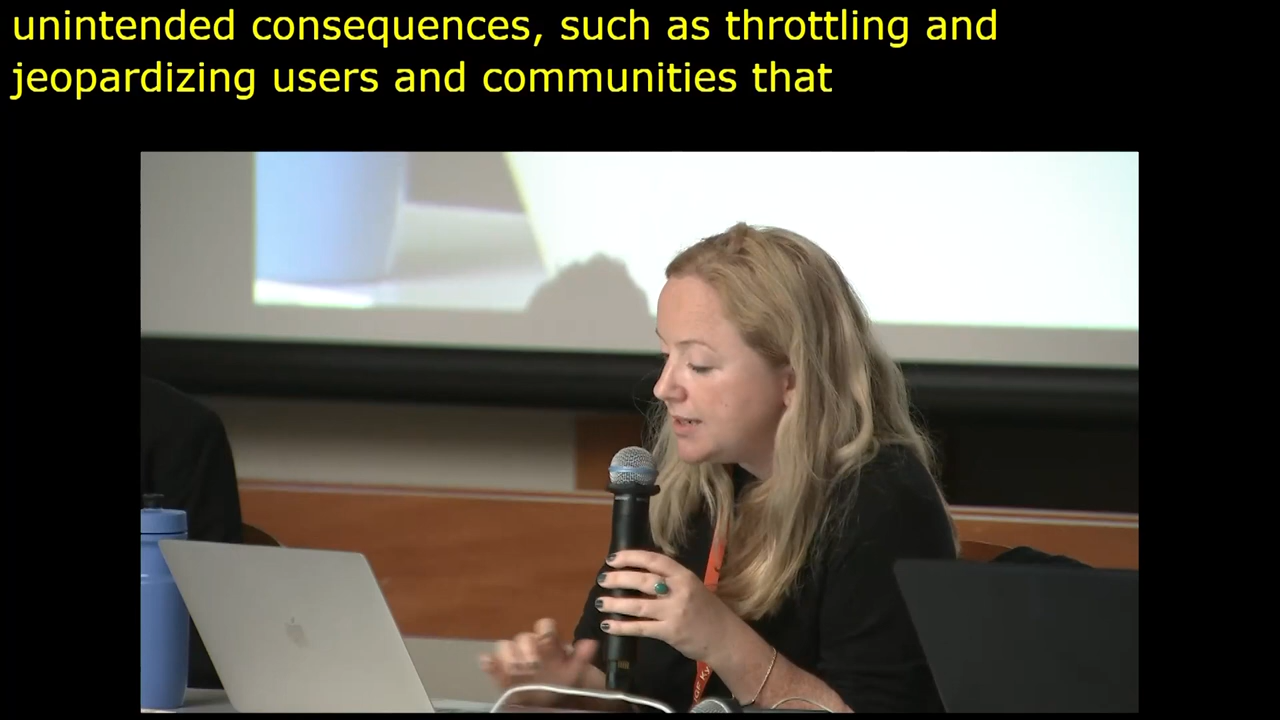 unintended consequences, such as throttling and
jeopardizing users and communities that